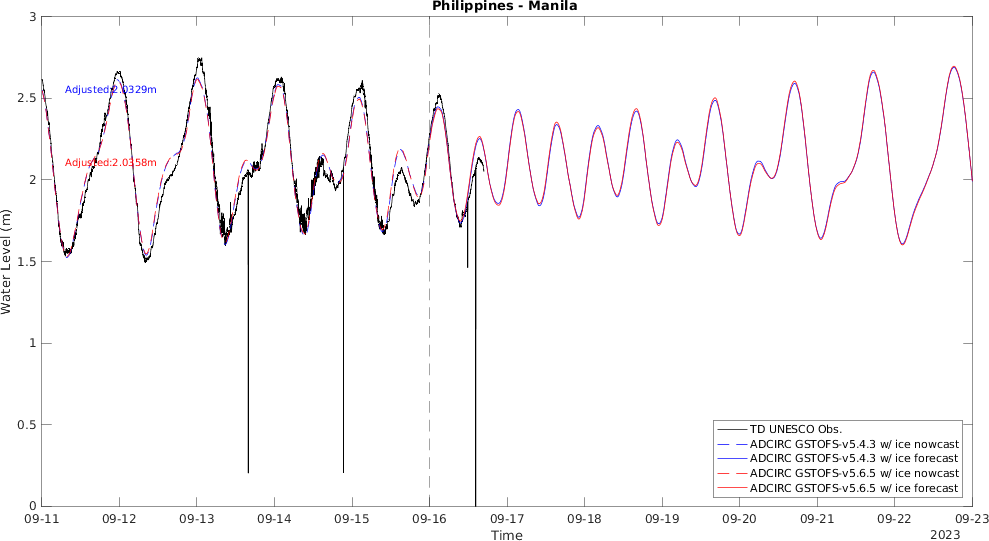 Philippines - Manila
3
2.5
2
1.5
1
0.5
0
Water Level (m)
Adjusted:2.0329m
Adjusted:2.0358m
TD UNESCO Obs.
ADCIRC GSTOFS-v5.4.3 w/ ice nowcast
ADCIRC GSTOFS-v5.4.3 w/ ice forecast
ADCIRC GSTOFS-v5.6.5 w/ ice nowcast
ADCIRC GSTOFS-v5.6.5 w/ ice forecast
09-11 09-12 09-13 09-14 09-15 09-16 09-17 09-18 09-19 09-20 09-21 09-22 09-23
Time
2023